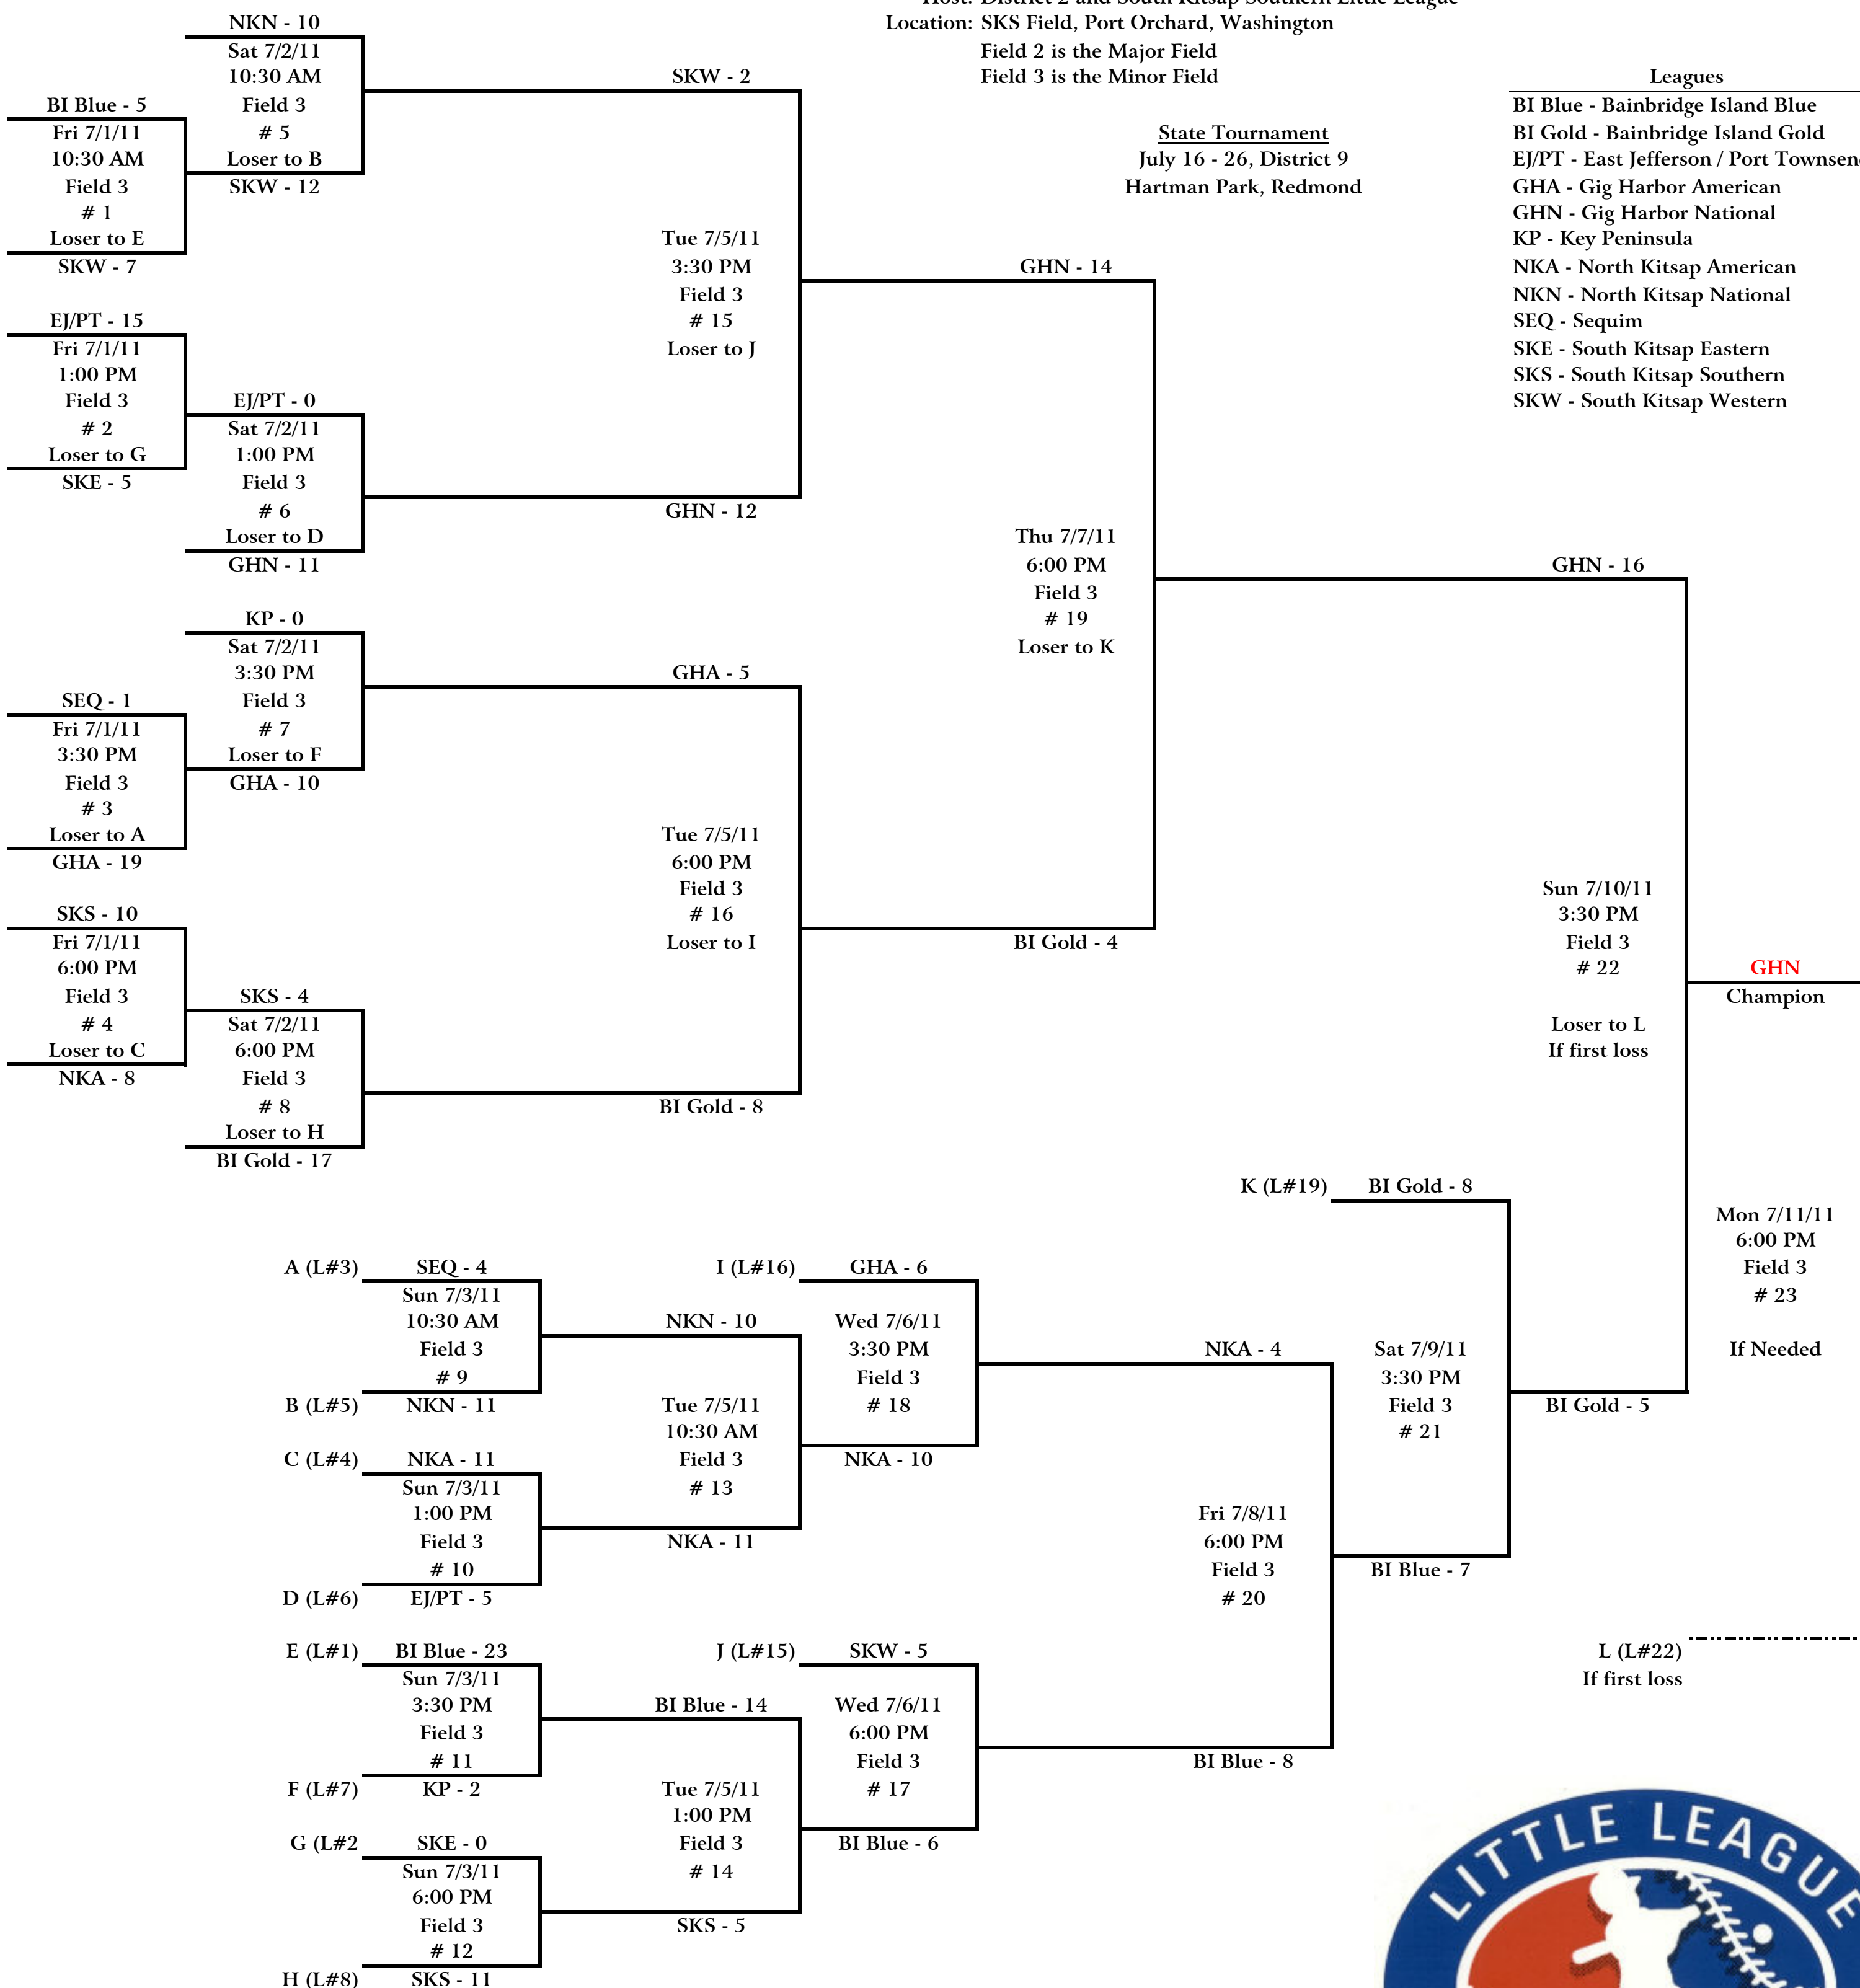 Host: District 2 and South Kitsap Southern Little League
Location: SKS Field, Port Orchard, Washington
Field 2 is the Major Field
Field 3 is the Minor Field
State Tournament
July 16 - 26, District 9
Hartman Park, Redmond
Leagues
BI Blue - Bainbridge Island Blue
BI Gold - Bainbridge Island Gold
EJ/PT - East Jefferson / Port Townsen
GHA - Gig Harbor American
GHN - Gig Harbor National
KP - Key Peninsula
NKA - North Kitsap American
NKN - North Kitsap National
SEQ - Sequim
SKE - South Kitsap Eastern
SKS - South Kitsap Southern
SKW - South Kitsap Western
BI Blue - 5
Fri 7/1/11
10:30 AM
Field 3
# 1
Loser to E
SKW - 7
EJ/PT - 15
Fri 7/1/11
1:00 PM
Field 3
# 2
Loser to G
SKE - 5
SEQ - 1
Fri 7/1/11
3:30 PM
Field 3
# 3
Loser to A
GHA - 19
SKS - 10
Fri 7/1/11
6:00 PM
Field 3
# 4
Loser to C
NKA - 8
NKN - 10
Sat 7/2/11
10:30 AM
Field 3
# 5
Loser to B
SKW - 12
EJ/PT - 0
Sat 7/2/11
1:00 PM
Field 3
# 6
Loser to D
GHN - 11
KP - 0
Sat 7/2/11
3:30 PM
Field 3
# 7
Loser to F
GHA - 10
SKS - 4
Sat 7/2/11
6:00 PM
Field 3
# 8
Loser to H
BI Gold - 17
SKW - 2
Tue 7/5/11
3:30 PM
Field 3
# 15
Loser to J
GHN - 12
GHA - 5
Tue 7/5/11
6:00 PM
Field 3
# 16
Loser to I
BI Gold - 8
GHN - 14
Thu 7/7/11
6:00 PM
Field 3
# 19
Loser to K
BI Gold - 4
GHN - 16
Sun 7/10/11
3:30 PM
Field 3
# 22
Loser to L
If first loss
BI Gold - 5
GHN
Champion
Mon 7/11/11
6:00 PM
Field 3
# 23
If Needed
L (L#22)
If first loss
A (L#3)
SEQ - 4
Sun 7/3/11
10:30 AM
Field 3
# 9
B (L#5)
NKN - 11
C (L#4)
NKA - 11
Sun 7/3/11
1:00 PM
Field 3
# 10
D (L#6)
EJ/PT - 5
E (L#1)
BI Blue - 23
Sun 7/3/11
3:30 PM
Field 3
# 11
F (L#7)
KP - 2
G (L#2
SKE - 0
Sun 7/3/11
6:00 PM
Field 3
# 12
H (L#8)
SKS - 11
NKN - 10
Tue 7/5/11
10:30 AM
Field 3
# 13
NKA - 11
BI Blue - 14
Tue 7/5/11
1:00 PM
Field 3
# 14
SKS - 5
I (L#16)
GHA - 6
Wed 7/6/11
3:30 PM
Field 3
# 18
NKA - 10
J (L#15)
SKW - 5
Wed 7/6/11
6:00 PM
Field 3
# 17
BI Blue - 6
NKA - 4
Fri 7/8/11
6:00 PM
Field 3
# 20
BI Blue - 8
K (L#19)
BI Gold - 8
Sat 7/9/11
3:30 PM
Field 3
# 21
BI Blue - 7
LITTLE LEAGUE